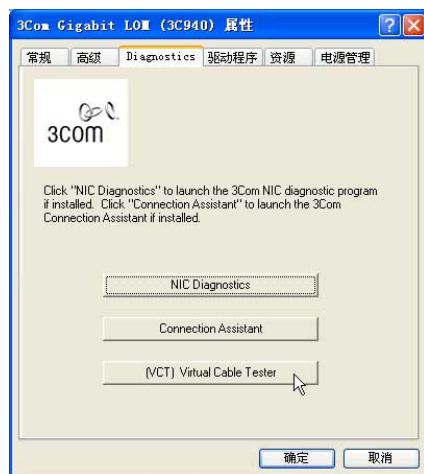 3Com Gigabit LOM (3C940) 属性
常规 高级 Diagnostics 驱动程序 资源 电源管理
3COM
Click "NIC Diagnostics" to launch the 3Com NIC diagnostic program
if installed. Click "Connection Assistant" to launch the 3Com
Connection Assistant if installed.
NIC Diagnostics
Connection Assistant
(VCT) Virtual Cable Tester
确定 取消